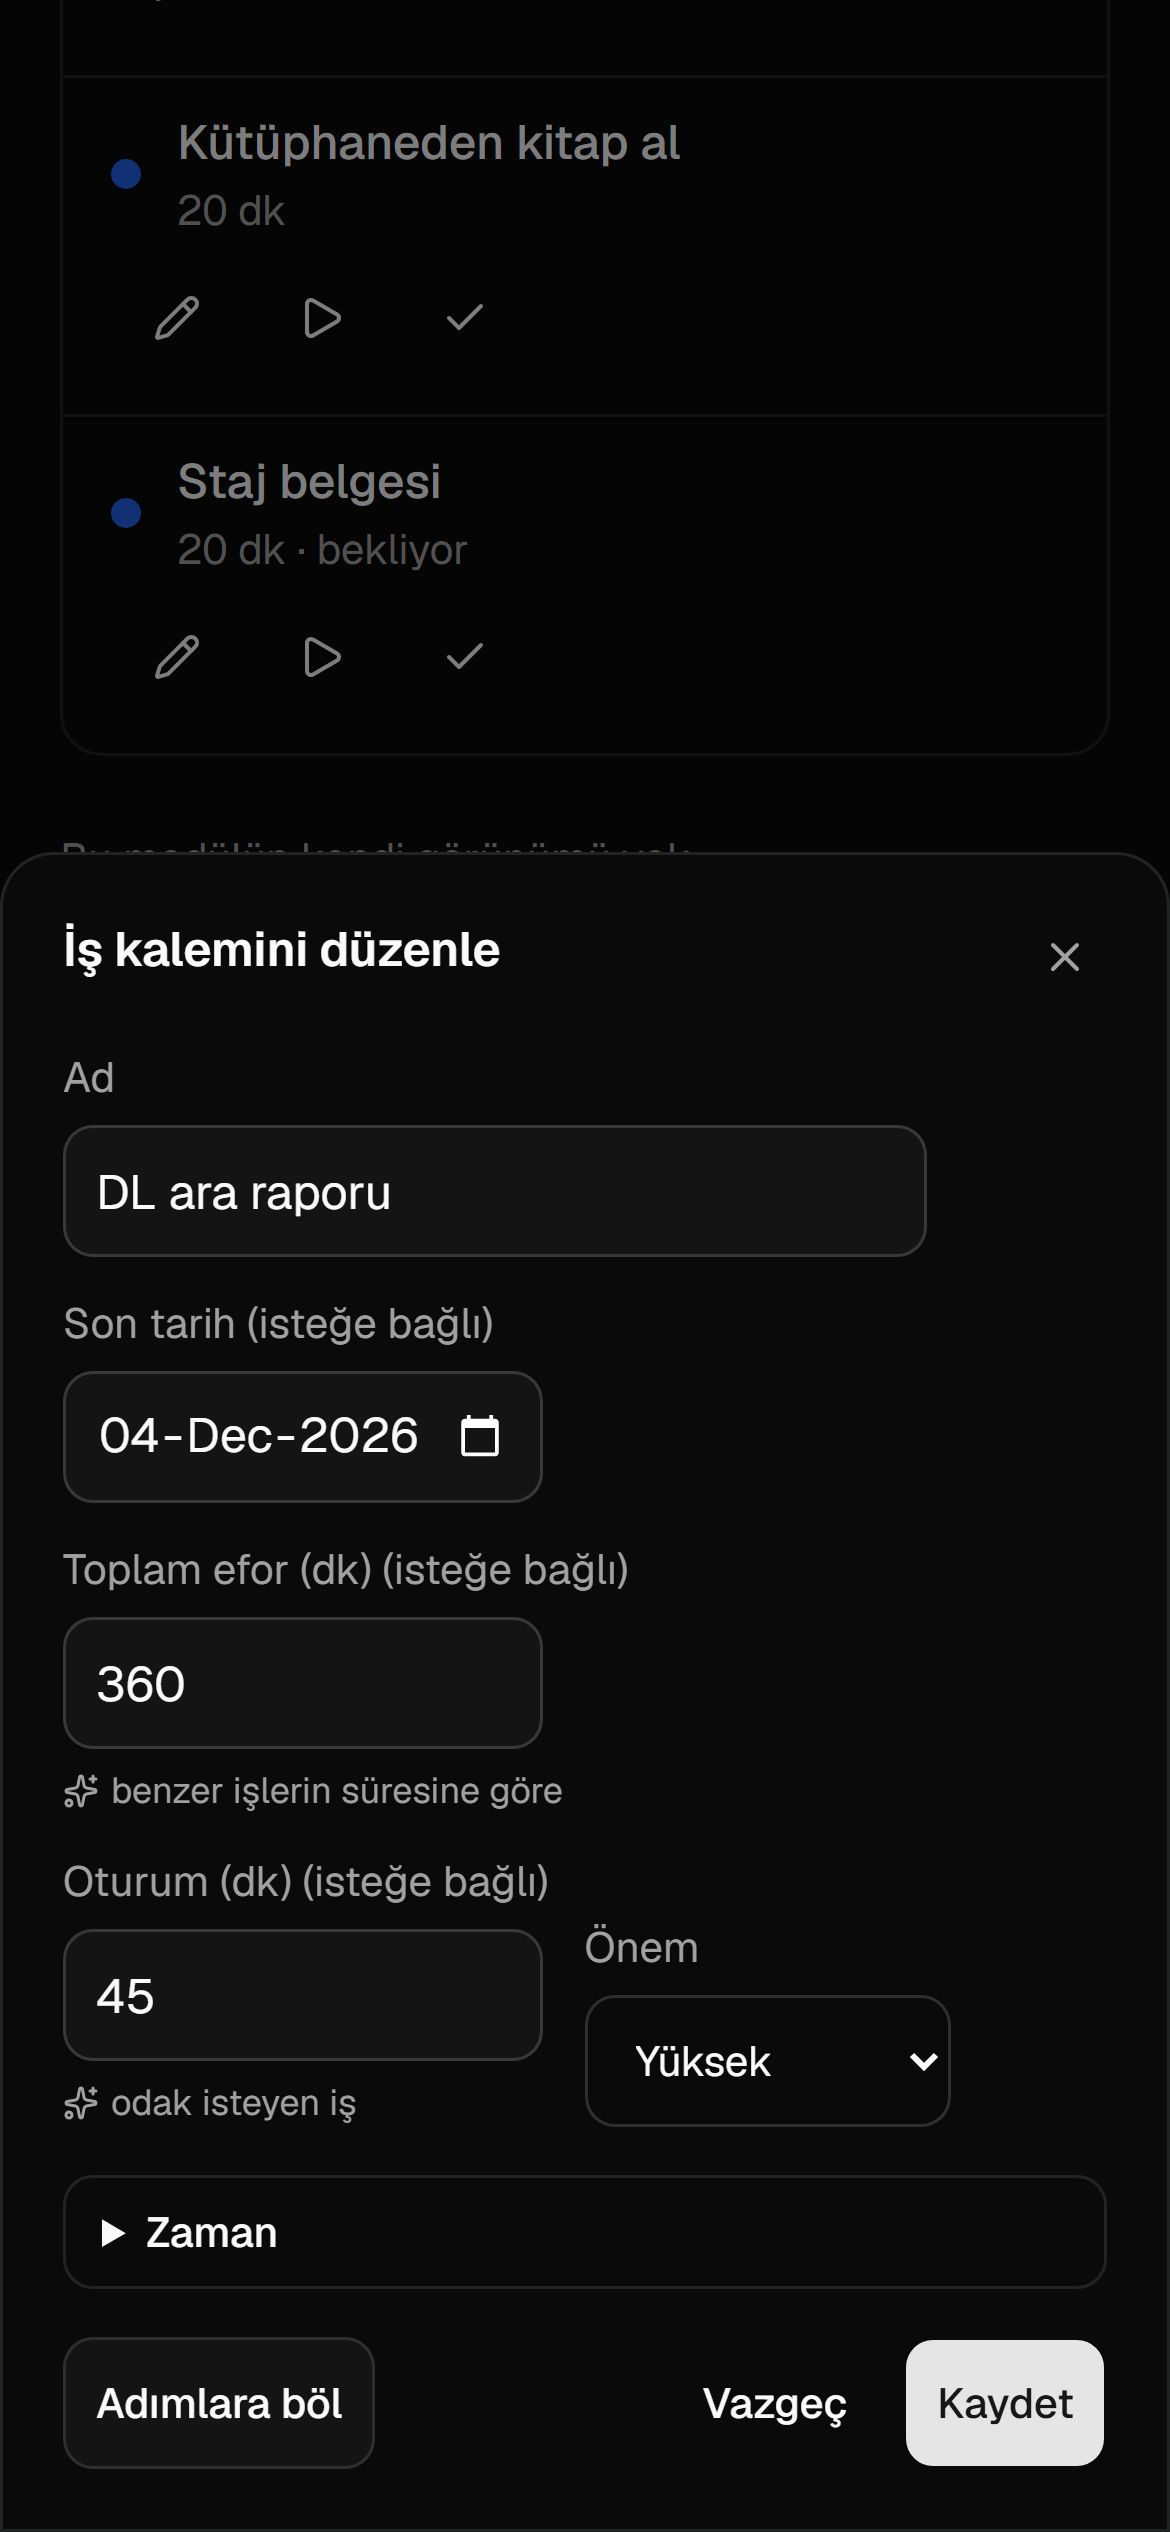 Kütüphaneden kitap al
20 dk
Staj belgesi
20 dk · bekliyor
İş kalemini düzenle
Ad
DL ara raporu
Son tarih (isteğe bağlı)
04-Dec-2026
Toplam efor (dk) (isteğe bağlı)
360
benzer işlerin süresine göre
Oturum (dk) (isteğe bağlı)
45
odak isteyen iş
Önem
Yüksek
Zaman
Adımlara böl
Vazgeç
Kaydet